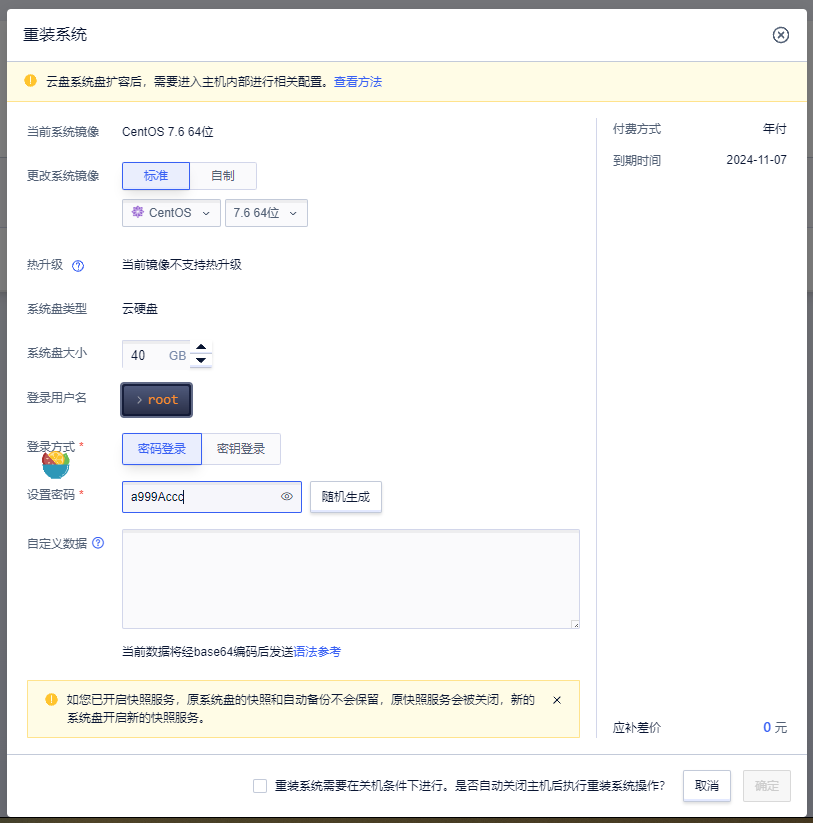 重装系统
云盘系统盘扩容后，需要进入主机内部进行相关配置。查看方法
当前系统镜像 CentOS 7.6 64位
更改系统镜像 标准 自制
CentOS 7.6 64位
热升级 当前镜像不支持热升级
系统盘类型 云硬盘
系统盘大小 40 GB
登录用户名 root
登录方式 * 密码登录 密钥登录
设置密码 * a999Accc 随机生成
自定义数据
当前数据将经base64编码后发送语法参考
如您已开启快照服务，原系统盘的快照和自动备份不会保留，原快照服务会被关闭，新的
系统盘开启新的快照服务。
付费方式 年付
到期时间 2024-11-07
应补差价 0 元
重装系统需要在关机条件下进行。是否自动关闭主机后执行重装系统操作？ 取消 确定